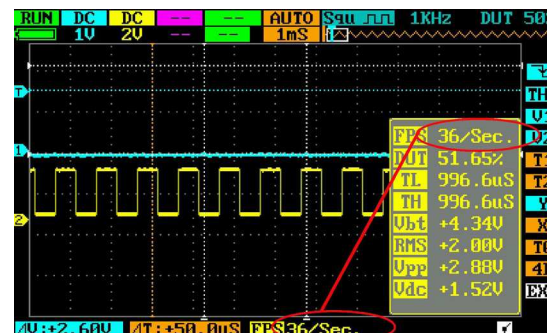 RUN DC DC -- -- AUTO Squ 1KHz DUT 50
1V 2V -- -- 1mS
T
TH
V1
1
FPS 36/Sec.
DUT 51.65%
T1
TL 996.6uS
T2
TH 996.6uS
Y
Vbt +4.34V
X
2
RMS +2.00V
T0
Vpp +2.88V
Vdc +1.52V
EX
ΔV:+2.60V ΔT:+50.0uS FPS36/Sec.